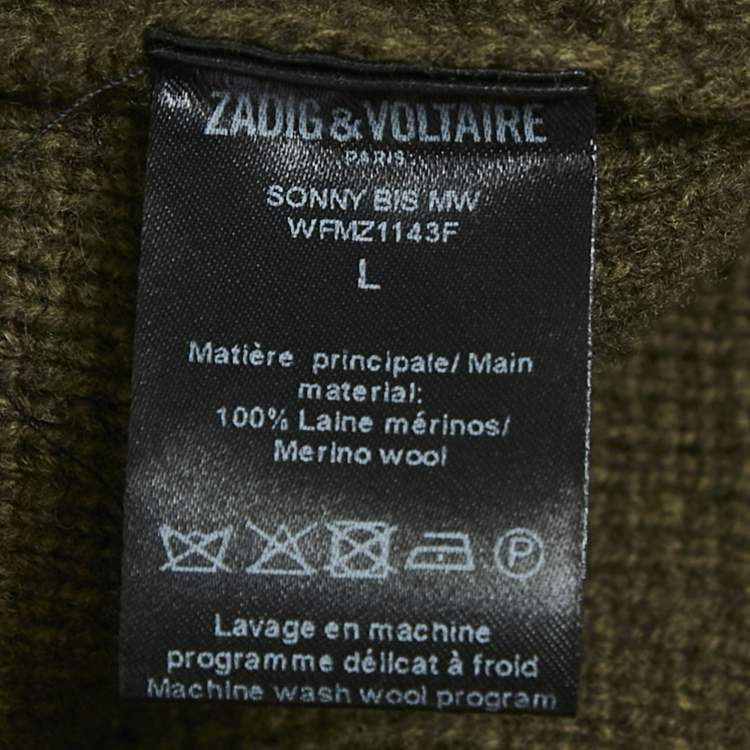 ZADIG & VOLTAIRE
PARIS
SONNY BIS MW
WFMZ1143F
L
Matière principale/ Main
material:
100% Laine mérinos/
Merino wool
P
Lavage en machine
programme délicat à froid
Machine wash wool program